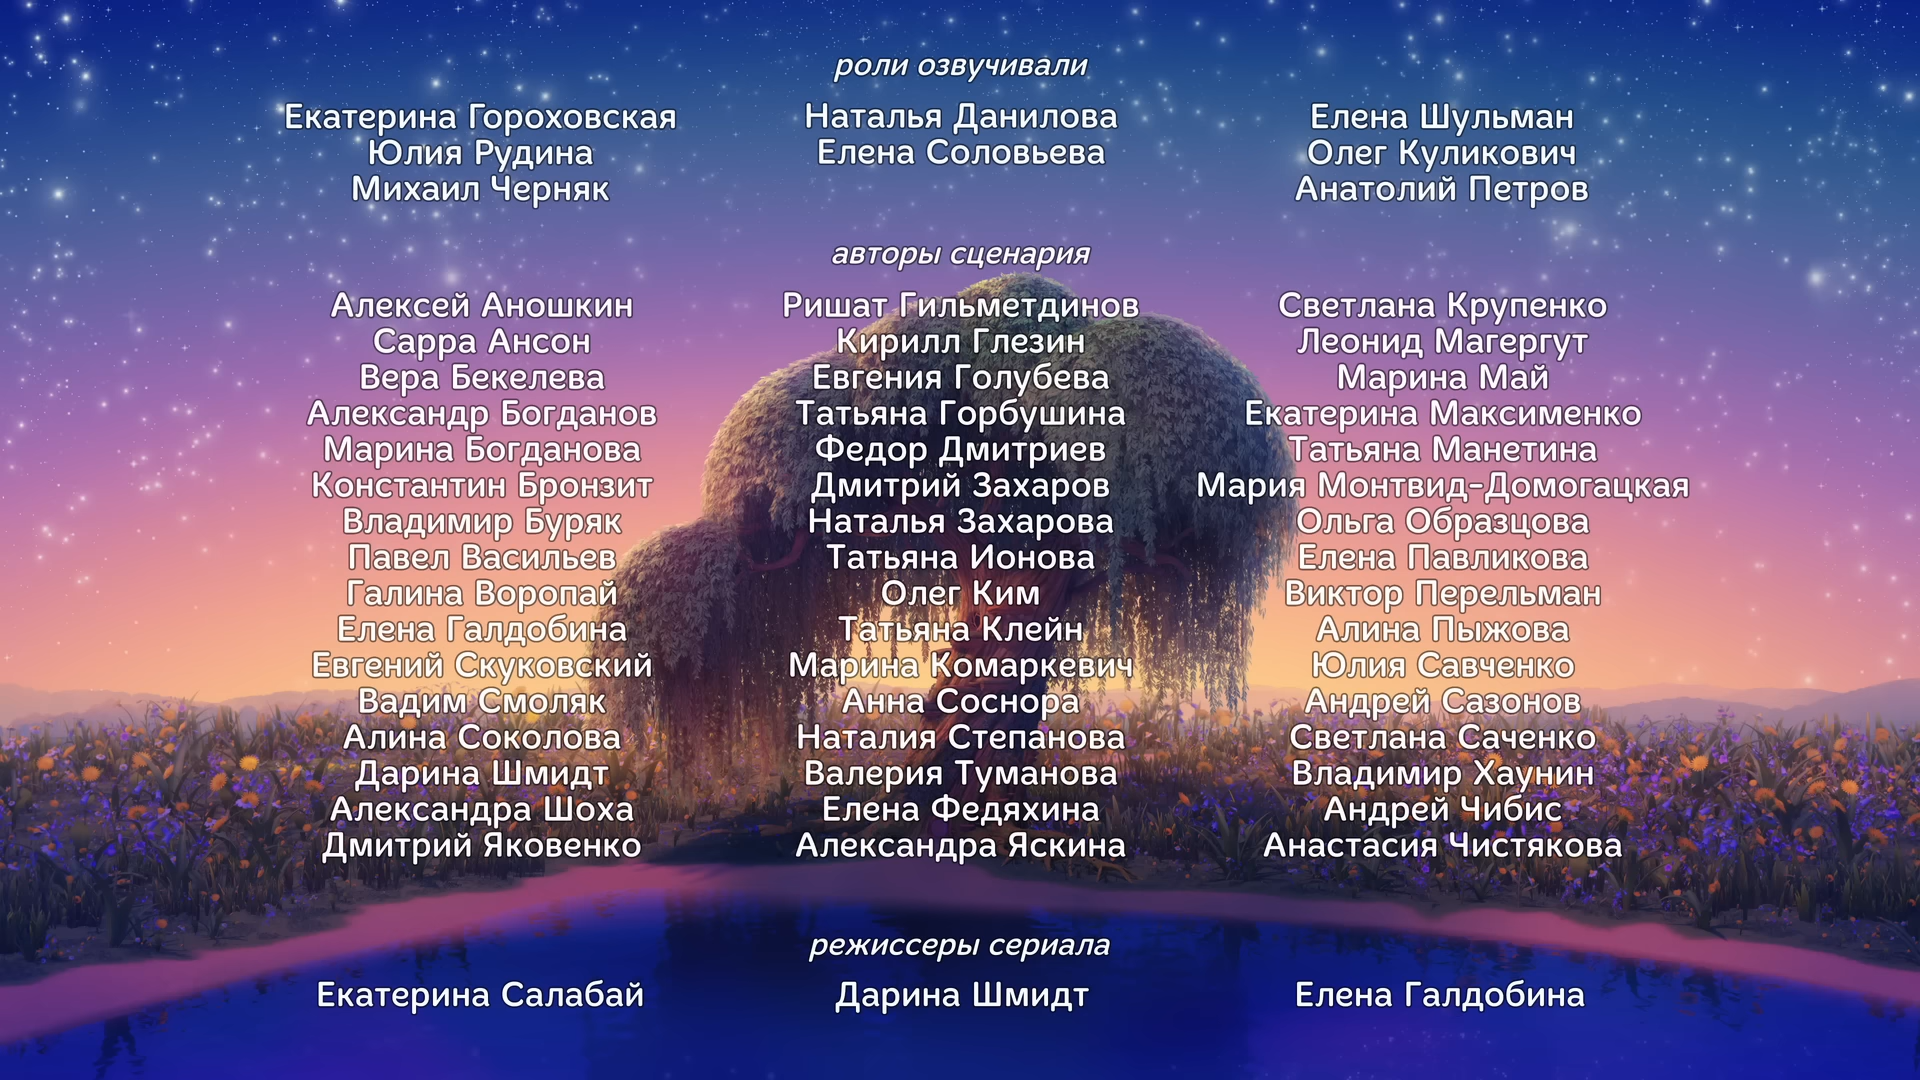 роли озвучивали
Екатерина Гороховская
Юлия Рудина
Михаил Черняк
Наталья Данилова
Елена Соловьева
Елена Шульман
Олег Куликович
Анатолий Петров
авторы сценария
Алексей Аношкин
Сарра Ансон
Вера Бекелева
Александр Богданов
Марина Богданова
Константин Бронзит
Владимир Буряк
Павел Васильев
Галина Воропай
Елена Галдобина
Евгений Скуковский
Вадим Смоляк
Алина Соколова
Дарина Шмидт
Александра Шоха
Дмитрий Яковенко
Ришат Гильметдинов
Кирилл Глезин
Евгения Голубева
Татьяна Горбушина
Федор Дмитриев
Дмитрий Захаров
Наталья Захарова
Татьяна Ионова
Олег Ким
Татьяна Клейн
Марина Комаркевич
Анна Соснора
Наталия Степанова
Валерия Туманова
Елена Федяхина
Александра Яскина
Светлана Крупенко
Леонид Магергут
Марина Май
Екатерина Максименко
Татьяна Манетина
Мария Монтвид-Домогацкая
Ольга Образцова
Елена Павликова
Виктор Перельман
Алина Пыжова
Юлия Савченко
Андрей Сазонов
Светлана Саченко
Владимир Хаунин
Андрей Чибис
Анастасия Чистякова
режиссеры сериала
Екатерина Салабай
Дарина Шмидт
Елена Галдобина